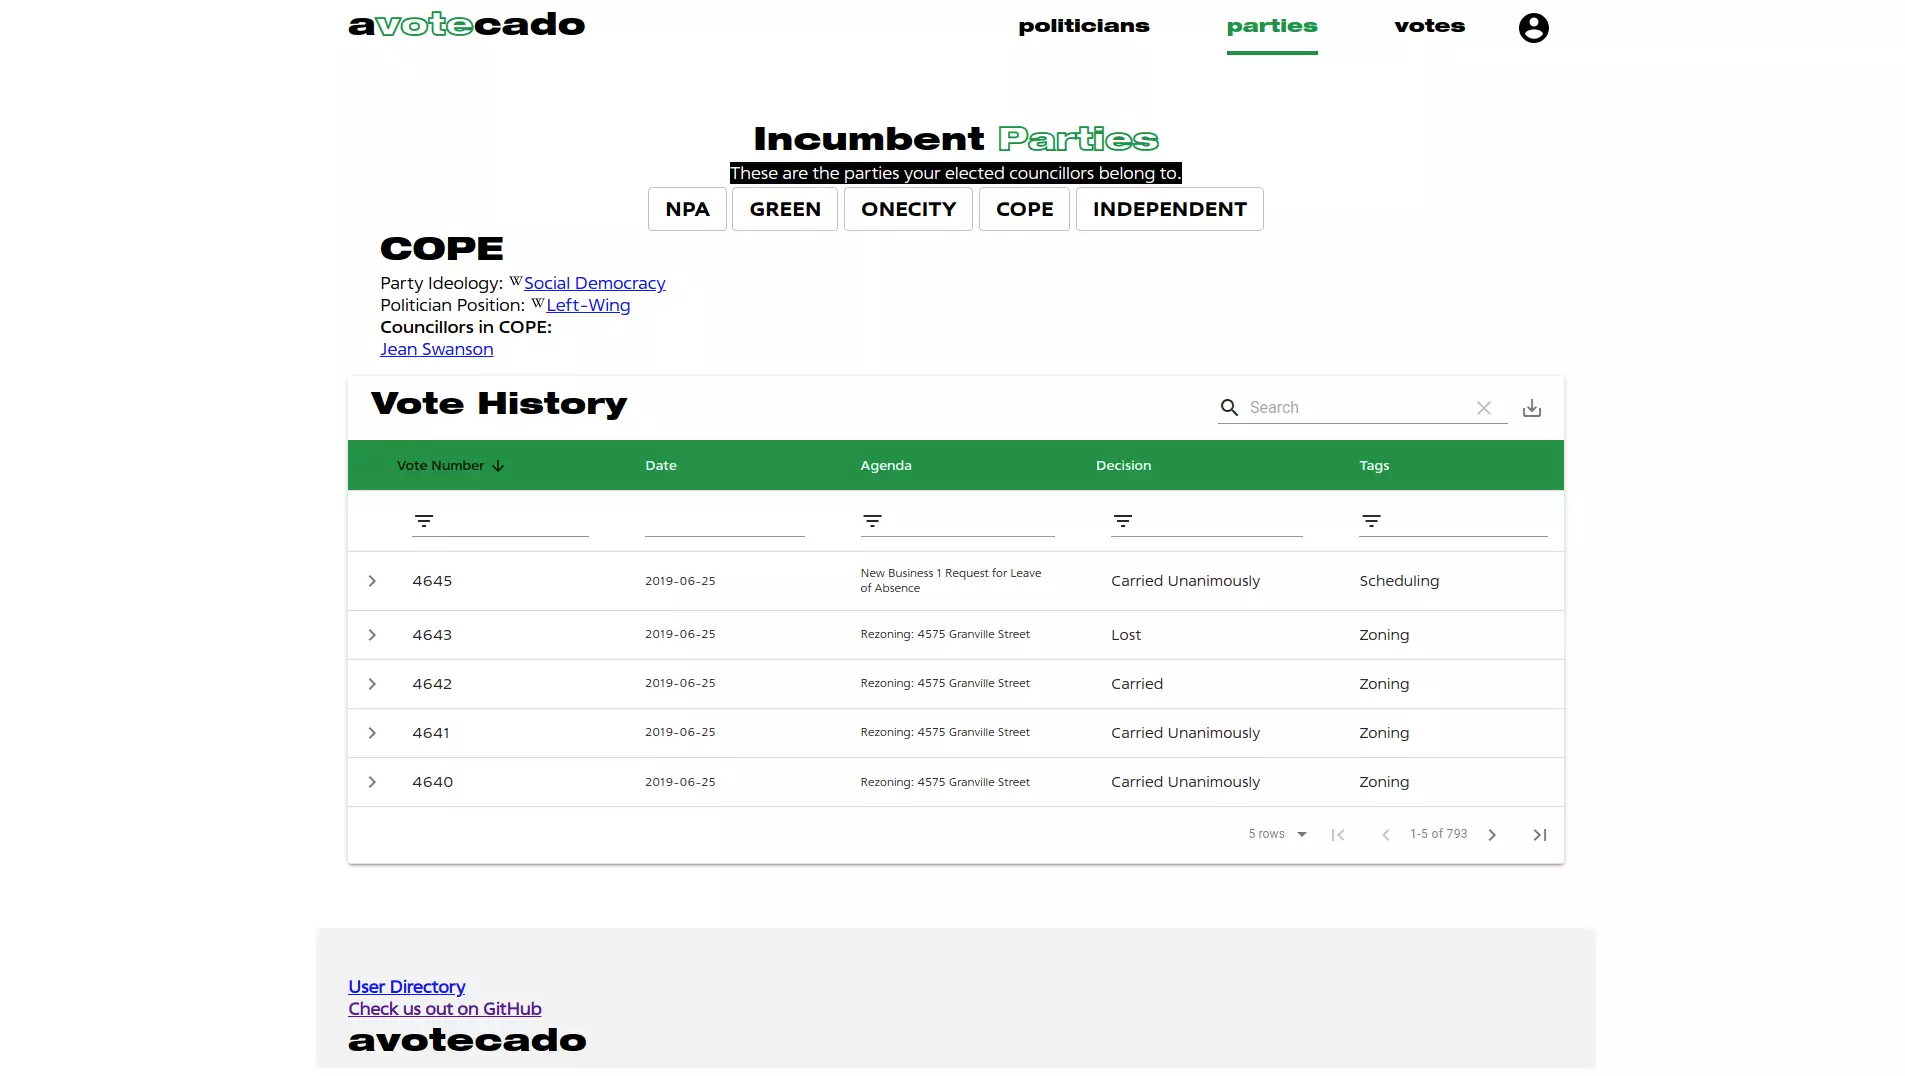 avotecado
politicians
parties
votes
Incumbent Parties
These are the parties your elected councillors belong to.
NPA
GREEN
ONECITY
COPE
INDEPENDENT
COPE
Party Ideology: WSocial Democracy
Politician Position: WLeft-Wing
Councillors in COPE:
Jean Swanson
Vote History
Search
Vote Number
Date
Agenda
Decision
Tags
4645
2019-06-25
New Business 1 Request for Leave
of Absence
Carried Unanimously
Scheduling
4643
2019-06-25
Rezoning: 4575 Granville Street
Lost
Zoning
4642
2019-06-25
Rezoning: 4575 Granville Street
Carried
Zoning
4641
2019-06-25
Rezoning: 4575 Granville Street
Carried Unanimously
Zoning
4640
2019-06-25
Rezoning: 4575 Granville Street
Carried Unanimously
Zoning
5 rows
1-5 of 793
User Directory
Check us out on GitHub
avotecado